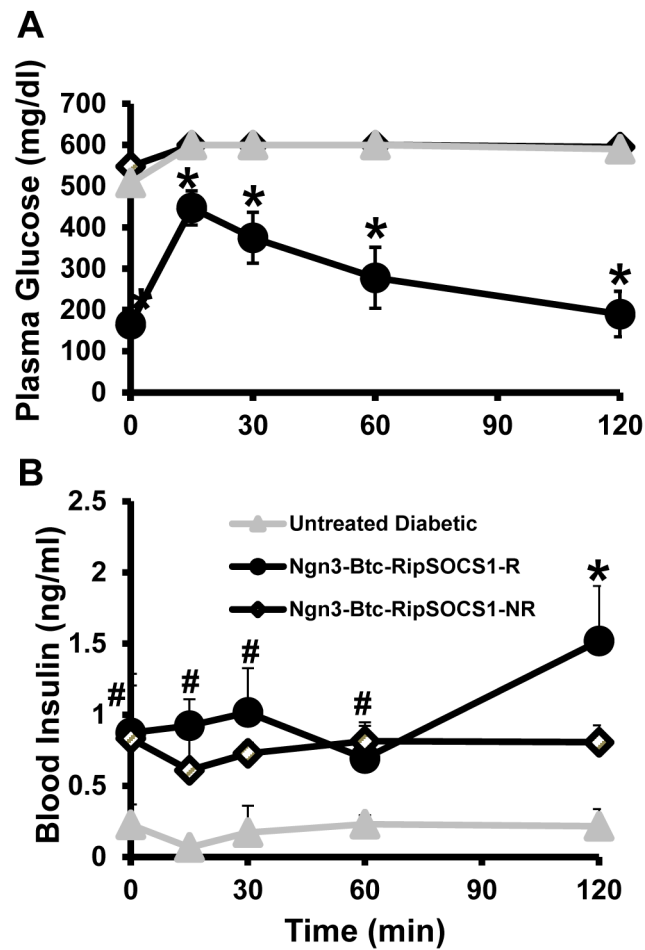 A
Plasma Glucose (mg/dl)
700
600
500
400
300
200
100
0
* * * * *
0 30 60 90 120
B
Blood Insulin (ng/ml)
2.5
2
1.5
1
0.5
0
Untreated Diabetic
Ngn3-Btc-RipSOCS1-R
Ngn3-Btc-RipSOCS1-NR
# # # # *
0 30 60 90 120
Time (min)